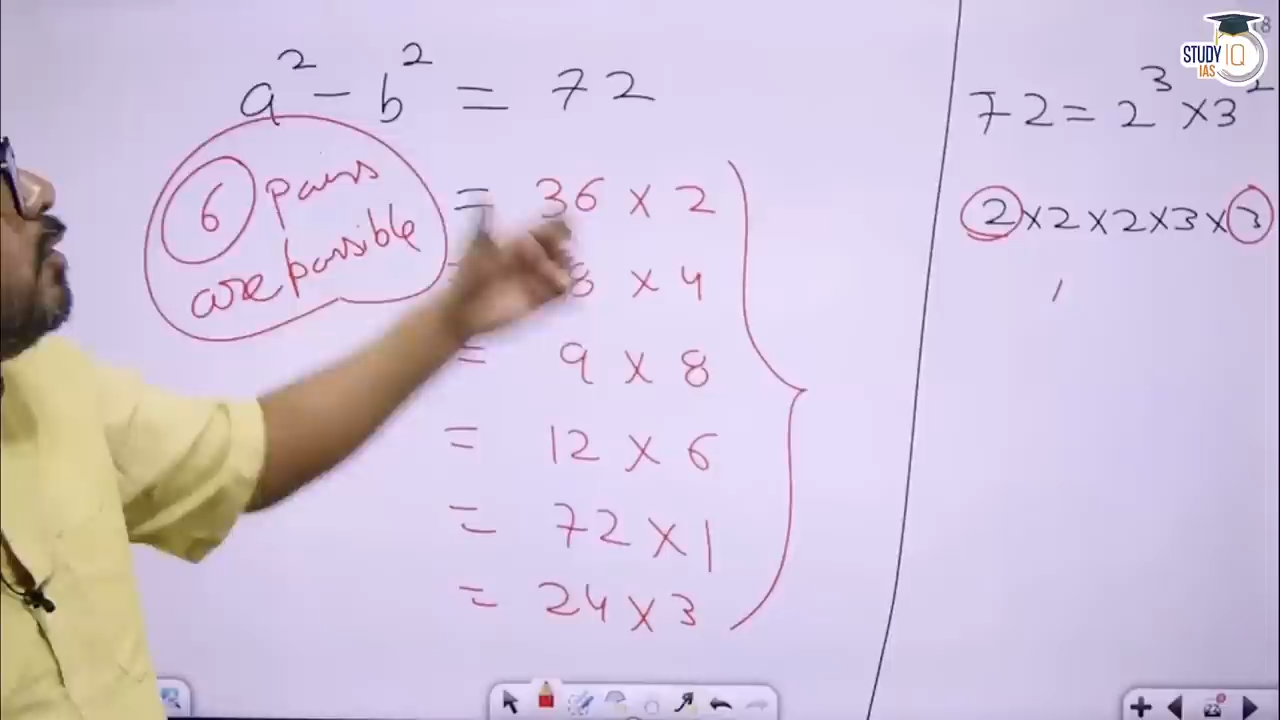 a² - b² = 72
6 pairs
are possible
= 36 × 2
= 8 × 4
= 9 × 8
= 12 × 6
= 72 × 1
= 24 × 3
72 = 2³ × 3²
2 × 2 × 2 × 3 × 3
STUDY IQ
IAS